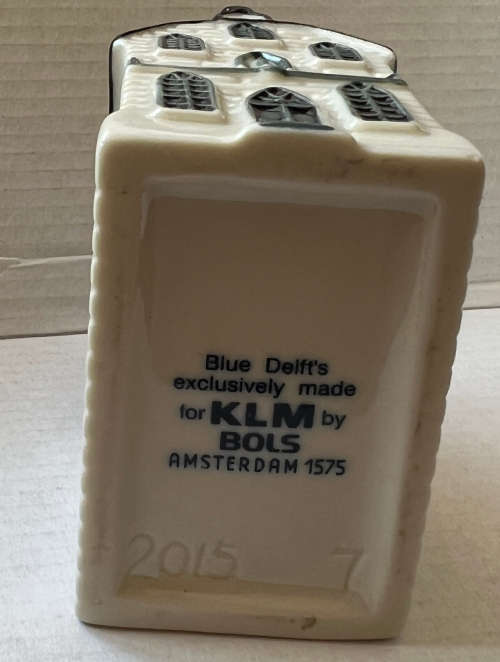 Blue Delft's
exclusively made
for KLM by
BOLS
AMSTERDAM 1575
2015 7